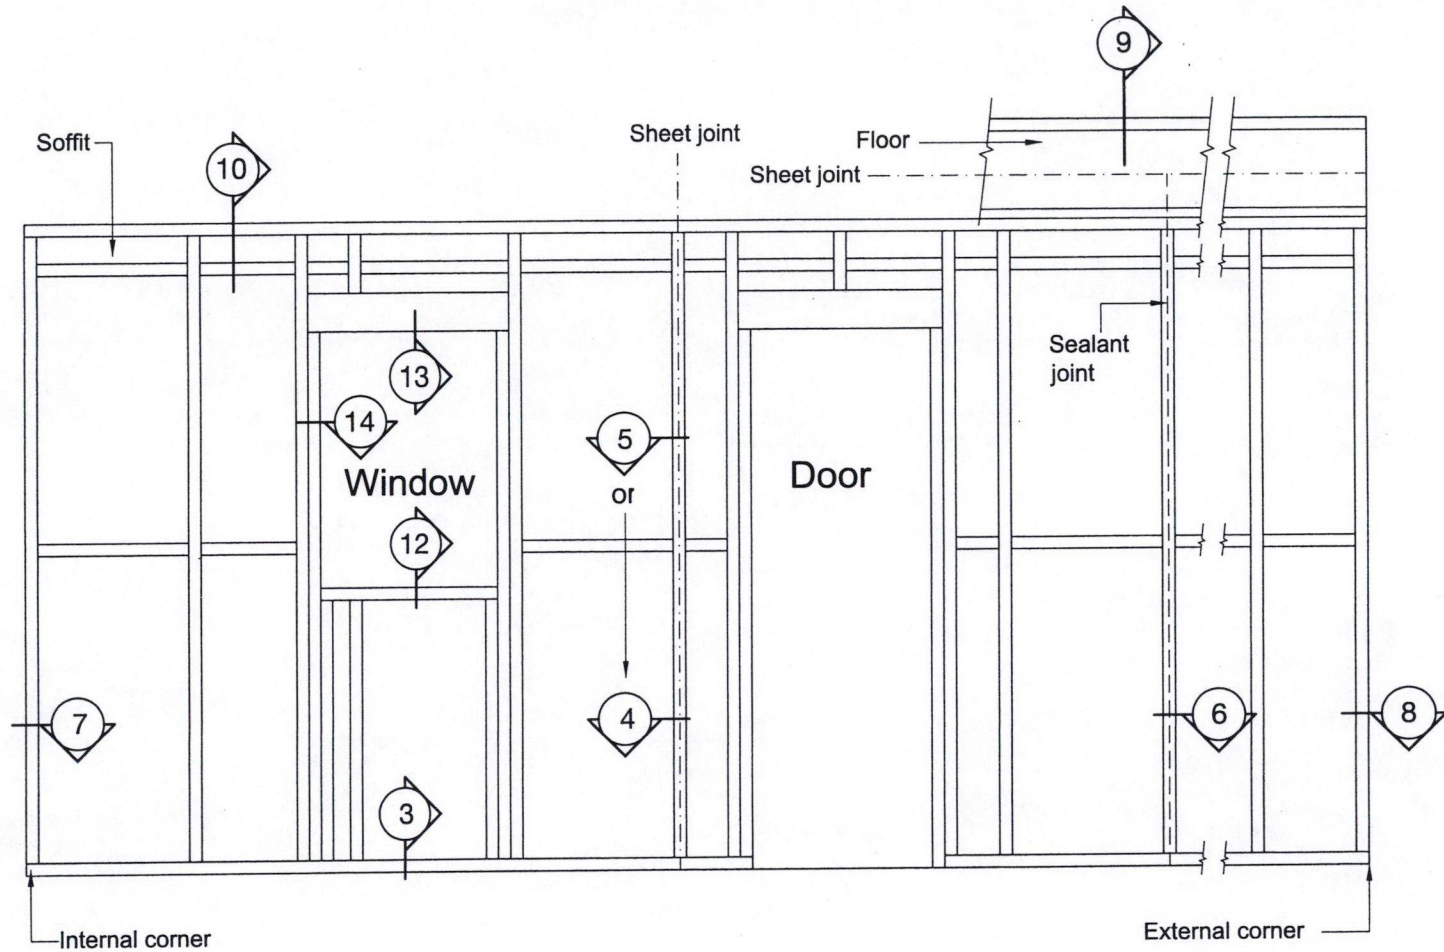 9
Soffit
10
Sheet joint
Floor
Sheet joint
Sealant
joint
13
14
5
Window
or
Door
12
7
4
6
8
3
Internal corner
External corner